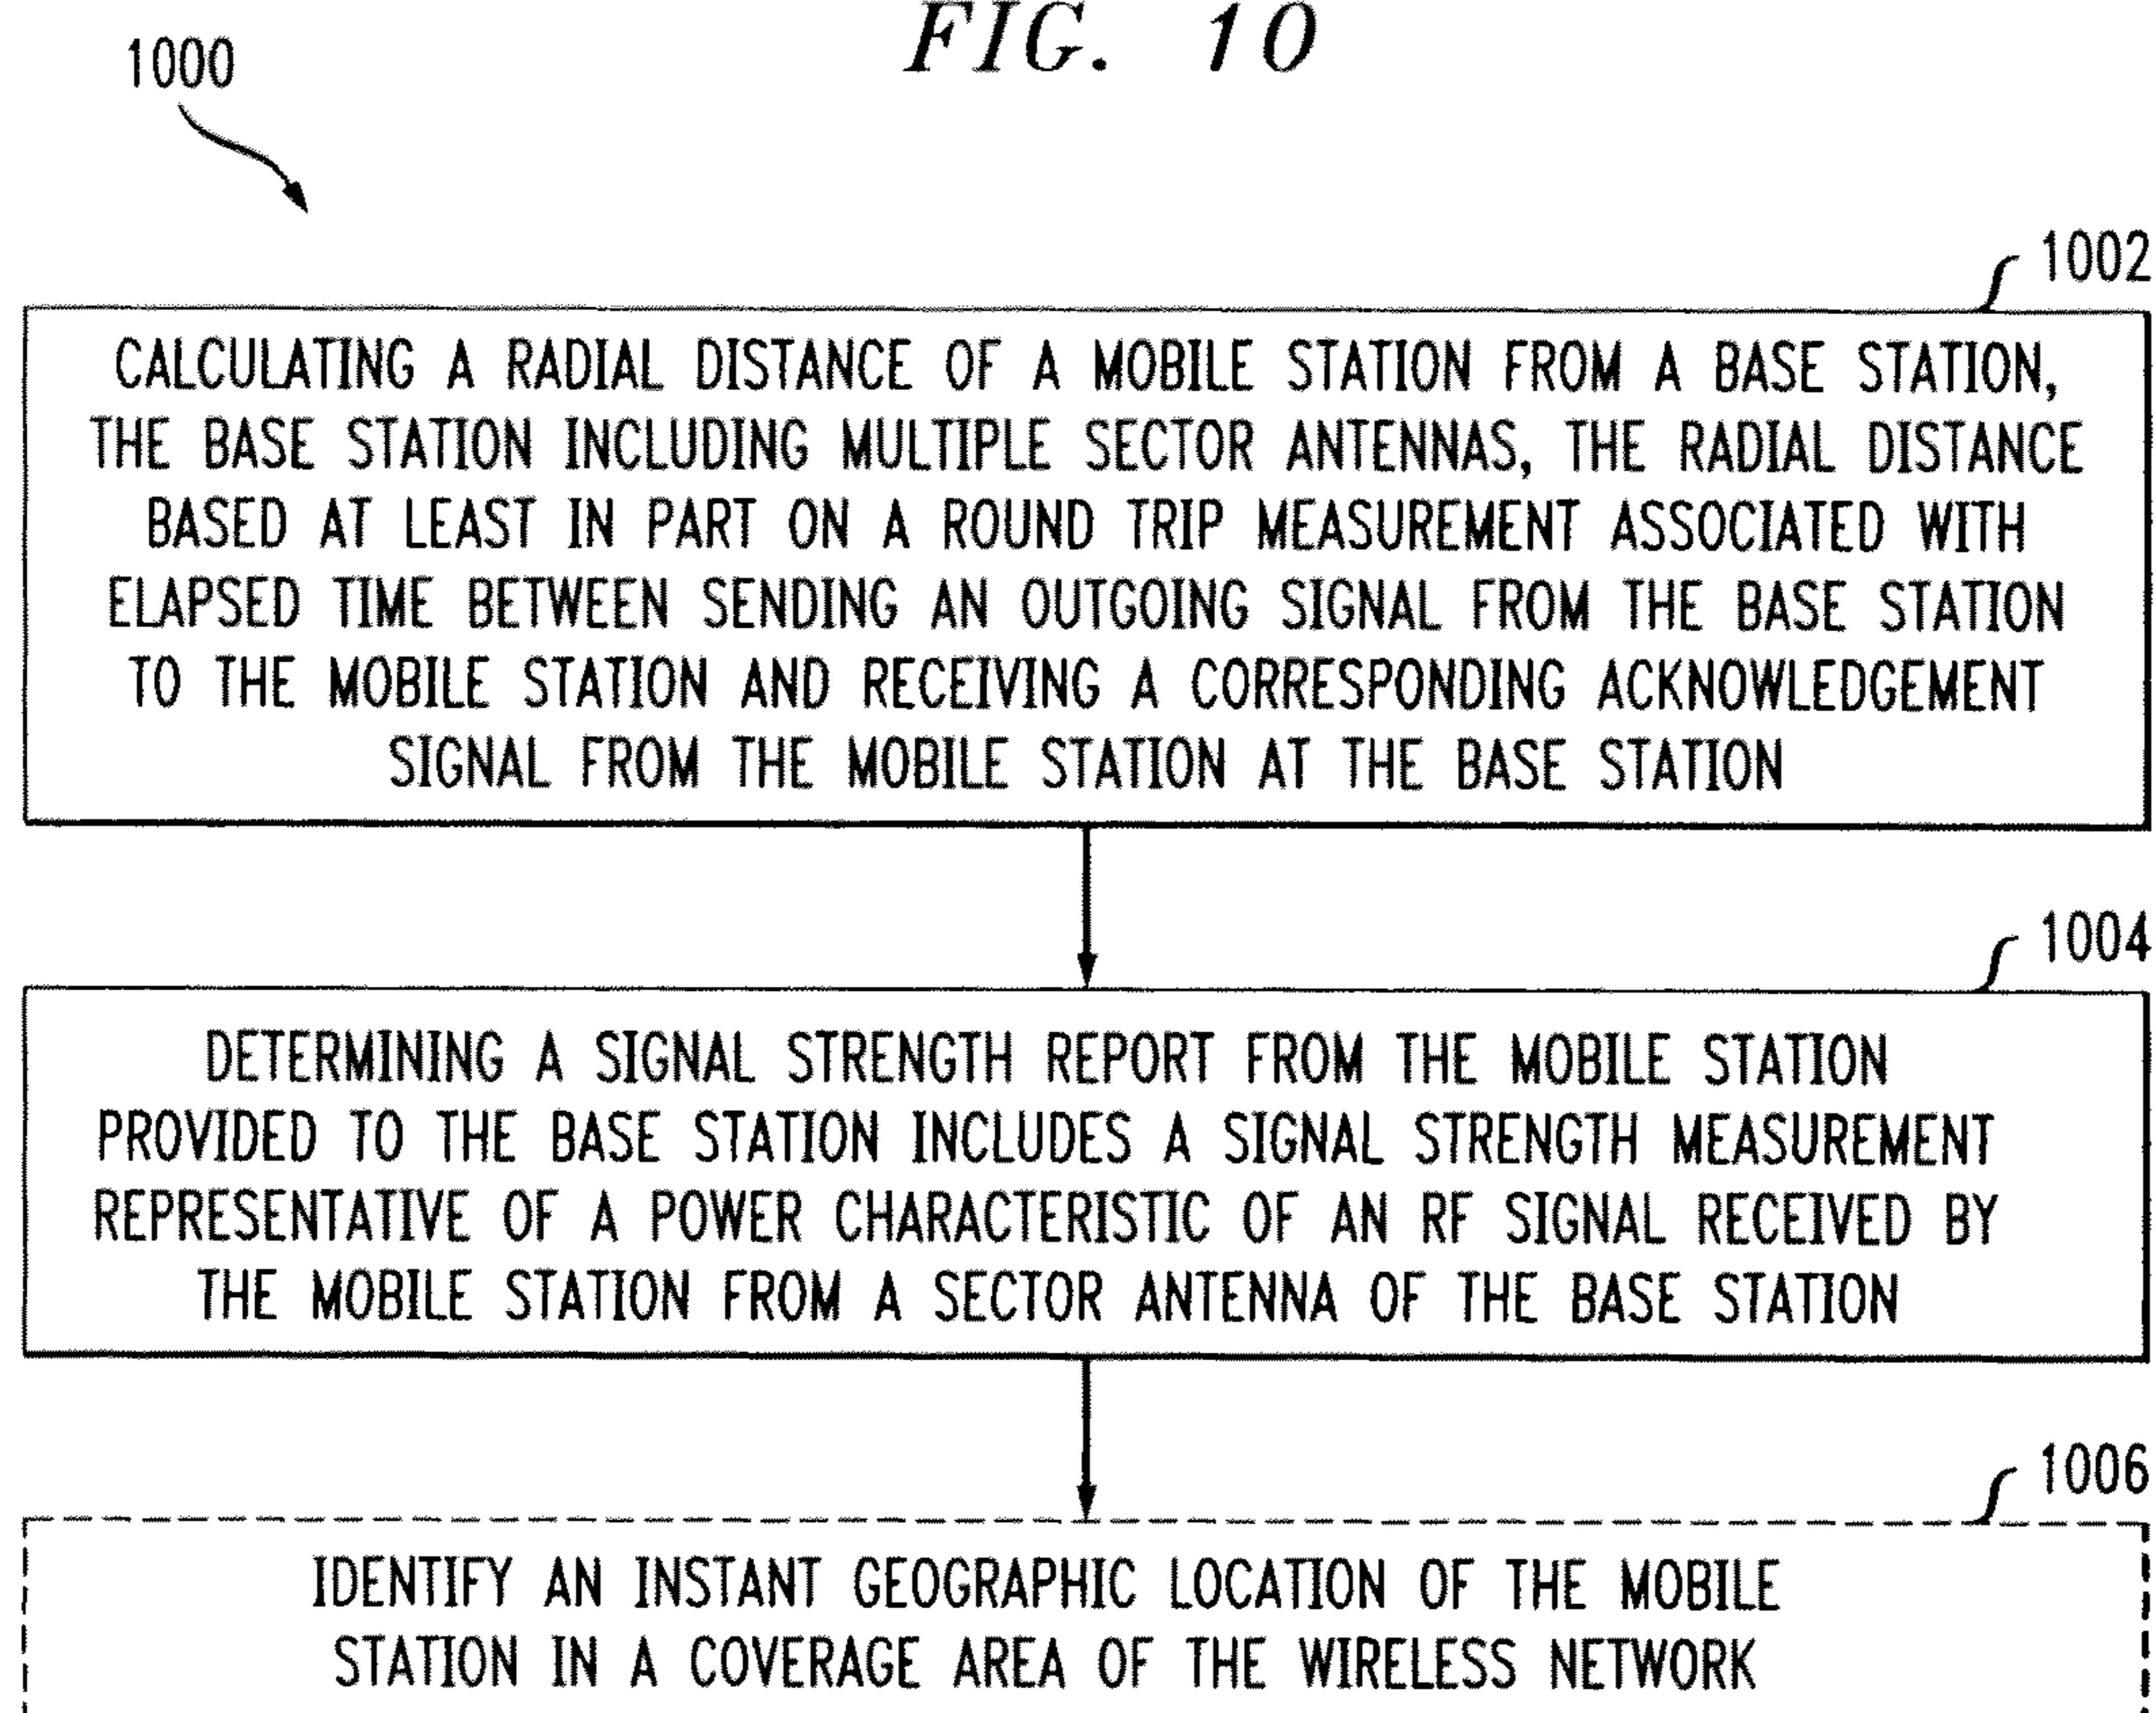 FIG. 10
1000
1002
CALCULATING A RADIAL DISTANCE OF A MOBILE STATION FROM A BASE STATION,
THE BASE STATION INCLUDING MULTIPLE SECTOR ANTENNAS, THE RADIAL DISTANCE
BASED AT LEAST IN PART ON A ROUND TRIP MEASUREMENT ASSOCIATED WITH
ELAPSED TIME BETWEEN SENDING AN OUTGOING SIGNAL FROM THE BASE STATION
TO THE MOBILE STATION AND RECEIVING A CORRESPONDING ACKNOWLEDGEMENT
SIGNAL FROM THE MOBILE STATION AT THE BASE STATION
1004
DETERMINING A SIGNAL STRENGTH REPORT FROM THE MOBILE STATION
PROVIDED TO THE BASE STATION INCLUDES A SIGNAL STRENGTH MEASUREMENT
REPRESENTATIVE OF A POWER CHARACTERISTIC OF AN RF SIGNAL RECEIVED BY
THE MOBILE STATION FROM A SECTOR ANTENNA OF THE BASE STATION
1006
IDENTIFY AN INSTANT GEOGRAPHIC LOCATION OF THE MOBILE
STATION IN A COVERAGE AREA OF THE WIRELESS NETWORK